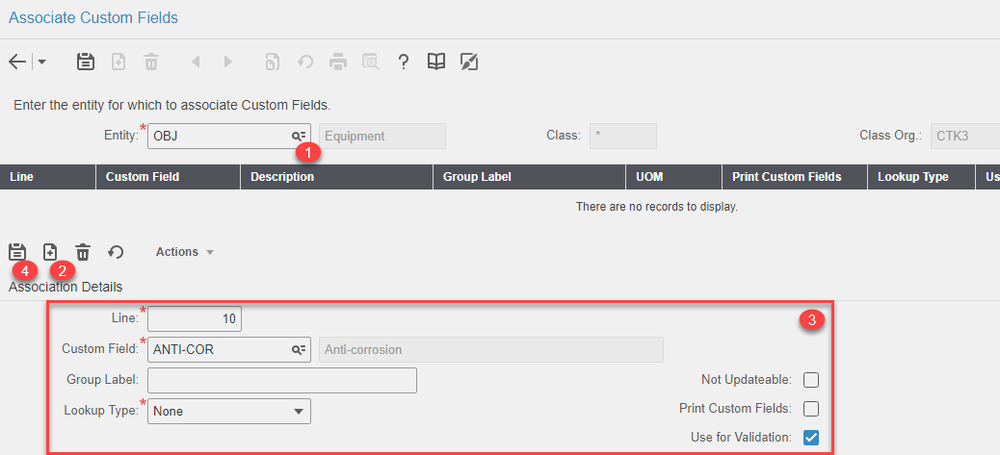 Associate Custom Fields
?
Enter the entity for which to associate Custom Fields.
Entity:* OBJ Equipment Class: * Class Org.: CTK3
1
Line Custom Field Description Group Label UOM Print Custom Fields Lookup Type Us
There are no records to display.
Actions
4 2
Association Details
Line:* 10 3
Custom Field:* ANTI-COR Anti-corrosion
Group Label: Not Updateable:
Lookup Type:* None Print Custom Fields:
Use for Validation: